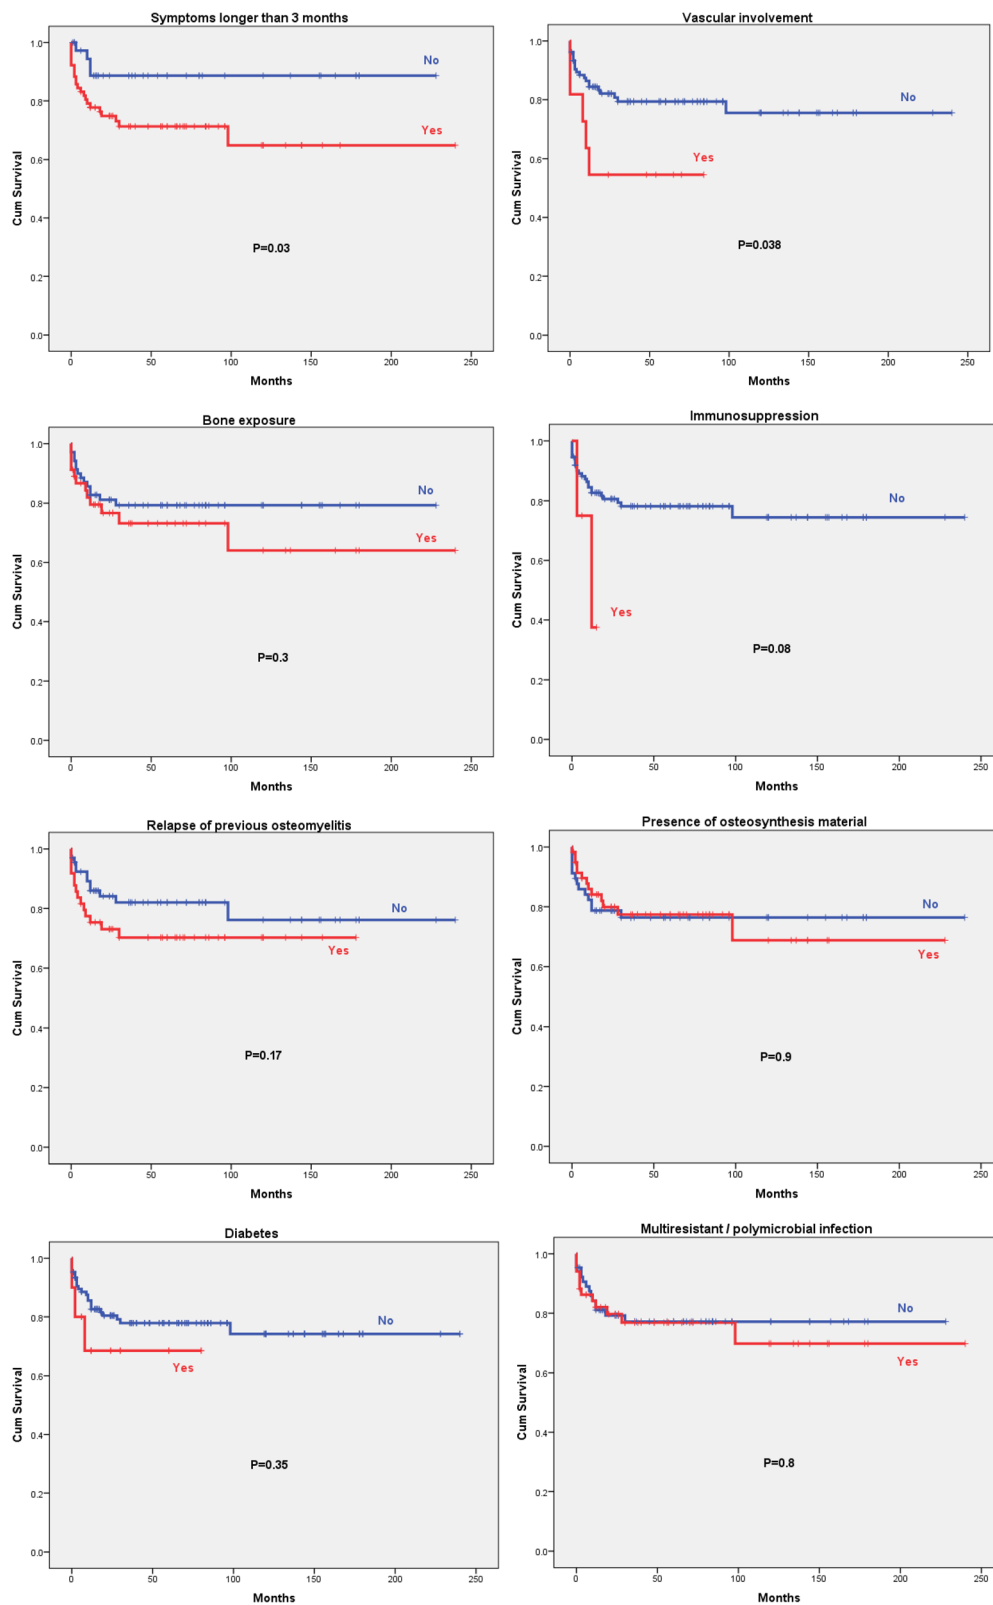 Symptoms longer than 3 months
1.0
0.8
0.6
0.4
0.2
0.0
Cum Survival
No
Yes
P=0.03
0 50 100 150 200 250
Months
Vascular involvement
1.0
0.8
0.6
0.4
0.2
0.0
Cum Survival
No
Yes
P=0.038
0 50 100 150 200 250
Months
Bone exposure
1.0
0.8
0.6
0.4
0.2
0.0
Cum Survival
No
Yes
P=0.3
0 50 100 150 200 250
Months
Immunosuppression
1.0
0.8
0.6
0.4
0.2
0.0
Cum Survival
No
Yes
P=0.08
0 50 100 150 200 250
Months
Relapse of previous osteomyelitis
1.0
0.8
0.6
0.4
0.2
0.0
Cum Survival
No
Yes
P=0.17
0 50 100 150 200 250
Months
Presence of osteosynthesis material
1.0
0.8
0.6
0.4
0.2
0.0
Cum Survival
No
Yes
P=0.9
0 50 100 150 200 250
Months
Diabetes
1.0
0.8
0.6
0.4
0.2
0.0
Cum Survival
No
Yes
P=0.35
0 50 100 150 200 250
Months
Multiresistant / polymicrobial infection
1.0
0.8
0.6
0.4
0.2
0.0
Cum Survival
No
Yes
P=0.8
0 50 100 150 200 250
Months